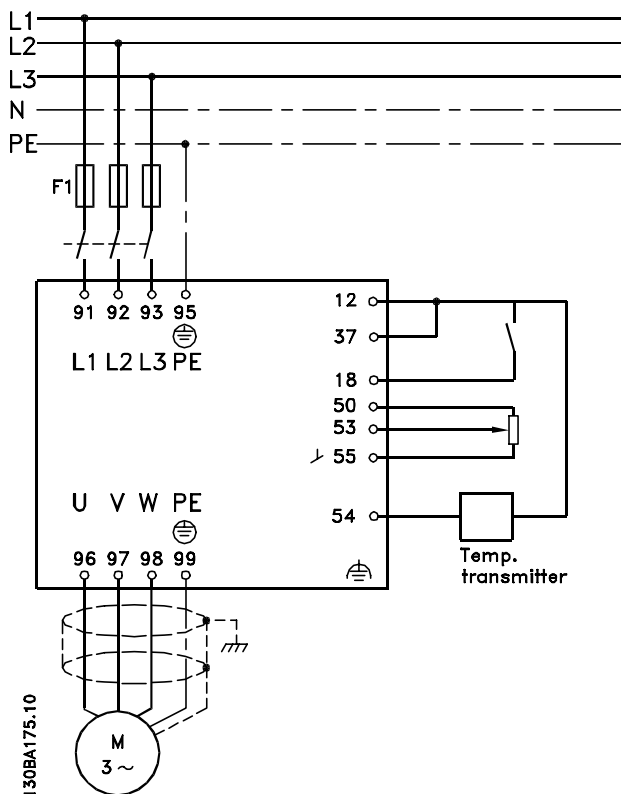 L1
L2
L3
N
PE
F1
91 92 93 95
L1 L2 L3 PE
12
37
18
50
53
55
54
U V W PE
96 97 98 99
Temp.
transmitter
M
3 ~
130BA175.10